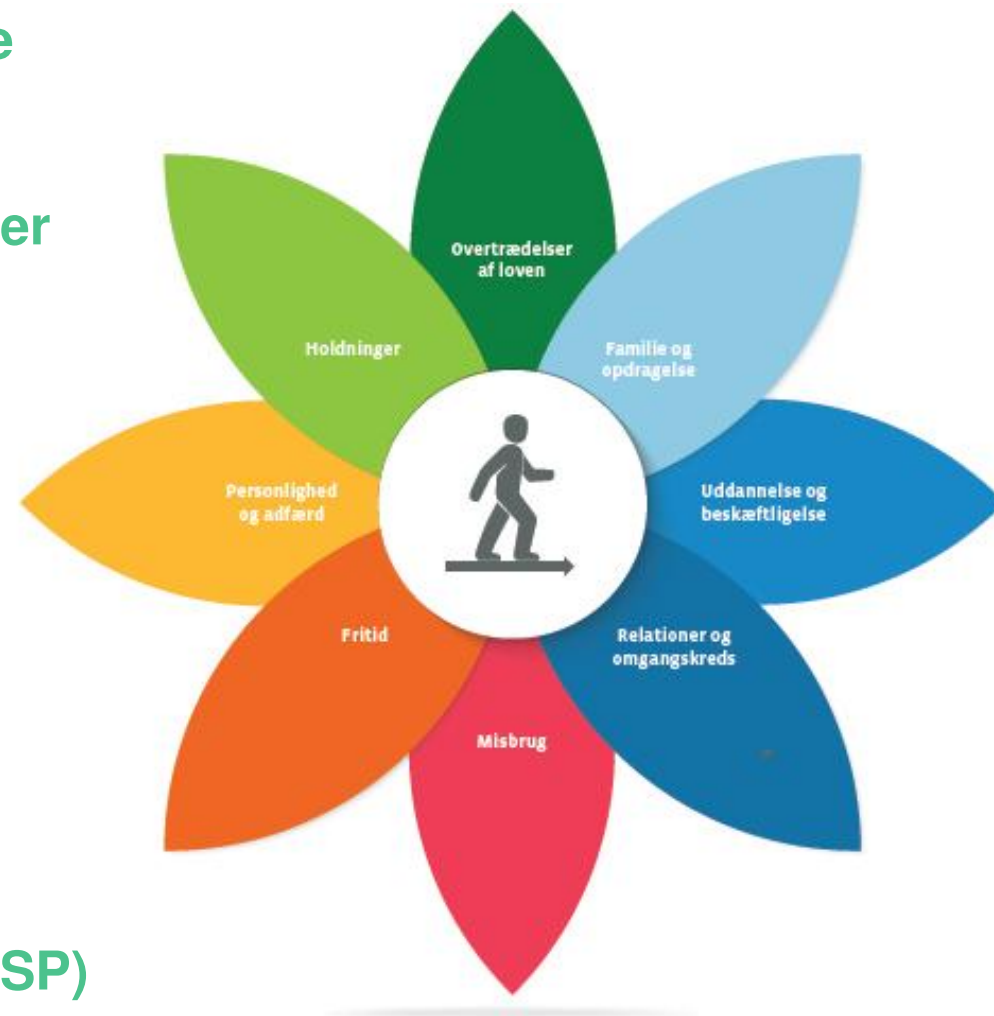 e
er
SP)
Overtrædelser
af loven
Familie og
opdragelse
Uddannelse og
beskæftligelse
Relationer og
omgangskreds
Misbrug
Fritid
Personlighed
og adfærd
Holdninger